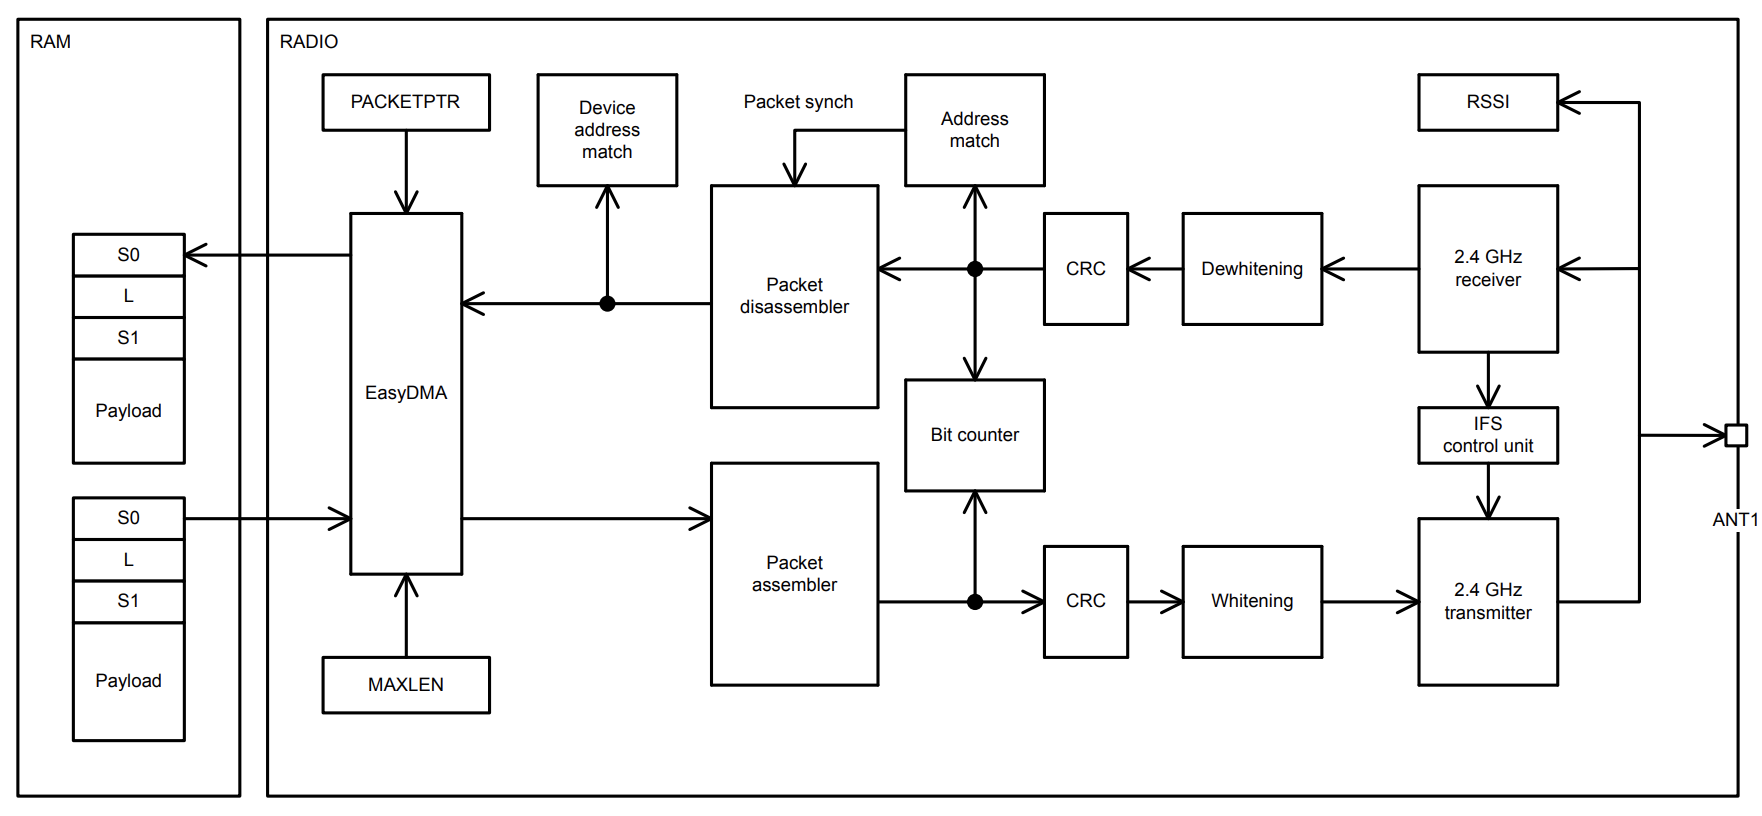 RAM
RADIO
PACKETPTR
Device
address
match
Packet synch
Address
match
RSSI
S0
L
S1
Payload
EasyDMA
Packet
disassembler
CRC
Dewhitening
2.4 GHz
receiver
Bit counter
IFS
control unit
ANT1
S0
L
S1
Payload
MAXLEN
Packet
assembler
CRC
Whitening
2.4 GHz
transmitter